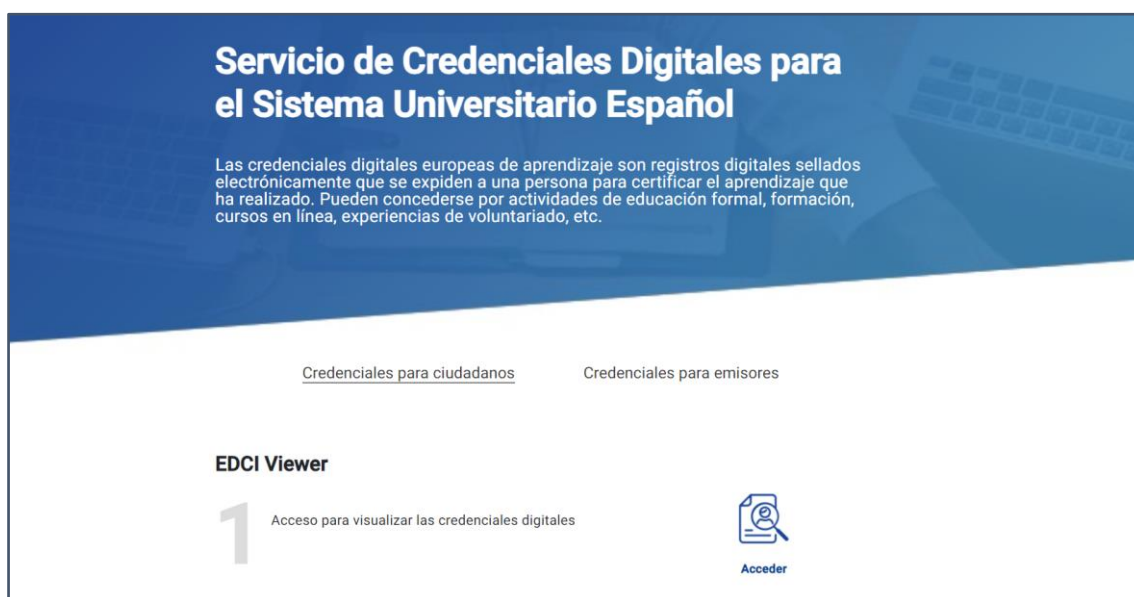 Servicio de Credenciales Digitales para
el Sistema Universitario Español
Las credenciales digitales europeas de aprendizaje son registros digitales sellados
electrónicamente que se expiden a una persona para certificar el aprendizaje que
ha realizado. Pueden concederse por actividades de educación formal, formación,
cursos en línea, experiencias de voluntariado, etc.
Credenciales para ciudadanos
Credenciales para emisores
EDCI Viewer
1
Acceso para visualizar las credenciales digitales
Acceder